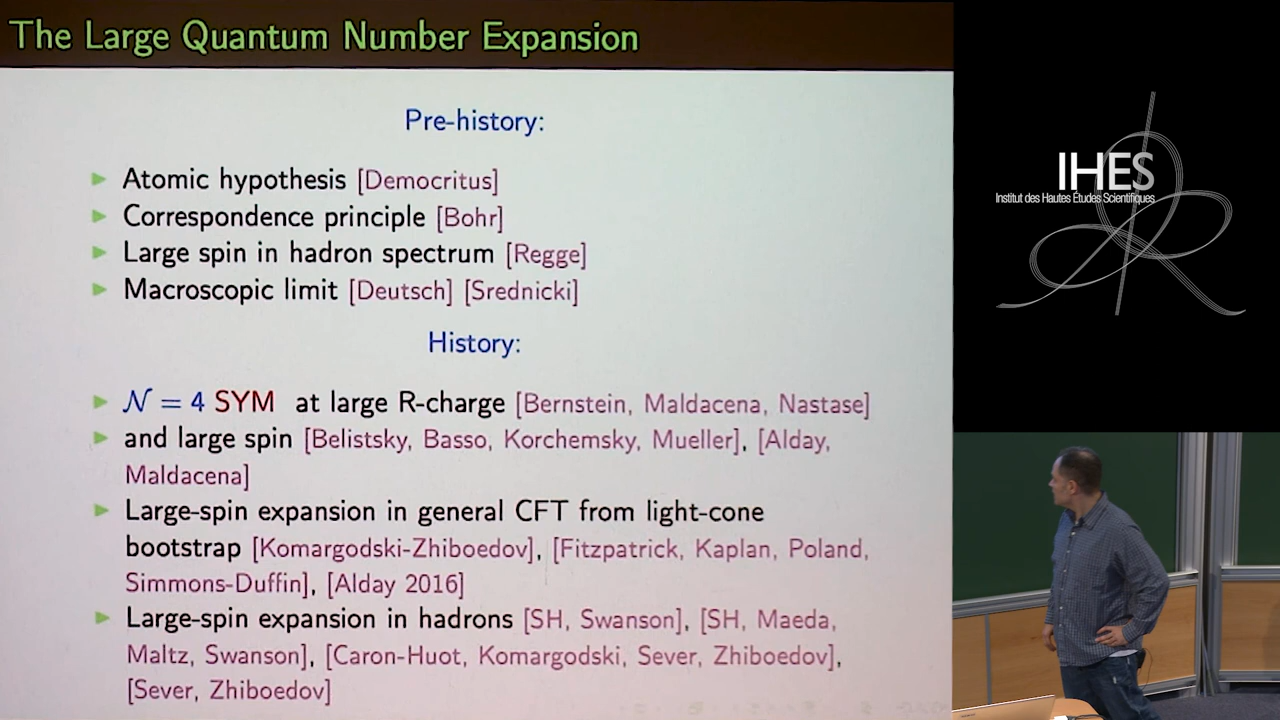 The Large Quantum Number Expansion
Pre-history:
Atomic hypothesis [Democritus]
Correspondence principle [Bohr]
Large spin in hadron spectrum [Regge]
Macroscopic limit [Deutsch] [Srednicki]
History:
𝒩 = 4 SYM at large R-charge [Bernstein, Maldacena, Nastase]
and large spin [Belistsky, Basso, Korchemsky, Mueller], [Alday,
Maldacena]
Large-spin expansion in general CFT from light-cone
bootstrap [Komargodski-Zhiboedov], [Fitzpatrick, Kaplan, Poland,
Simmons-Duffin], [Alday 2016]
Large-spin expansion in hadrons [SH, Swanson], [SH, Maeda,
Maltz, Swanson], [Caron-Huot, Komargodski, Sever, Zhiboedov],
[Sever, Zhiboedov]
IHES
Institut des Hautes Études Scientifiques